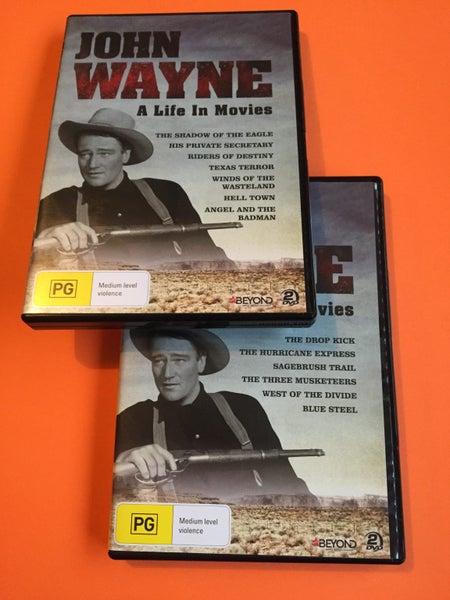 JOHN
WAYNE
A Life In Movies
THE SHADOW OF THE EAGLE
HIS PRIVATE SECRETARY
RIDERS OF DESTINY
TEXAS TERROR
WINDS OF THE
WASTELAND
HELL TOWN
ANGEL AND THE
BADMAN
PG
Medium level
violence
BEYOND
2
DVD
E
vies
THE DROP KICK
THE HURRICANE EXPRESS
SAGEBRUSH TRAIL
THE THREE MUSKETEERS
WEST OF THE DIVIDE
BLUE STEEL
PG
Medium level
violence
BEYOND
2
DVD